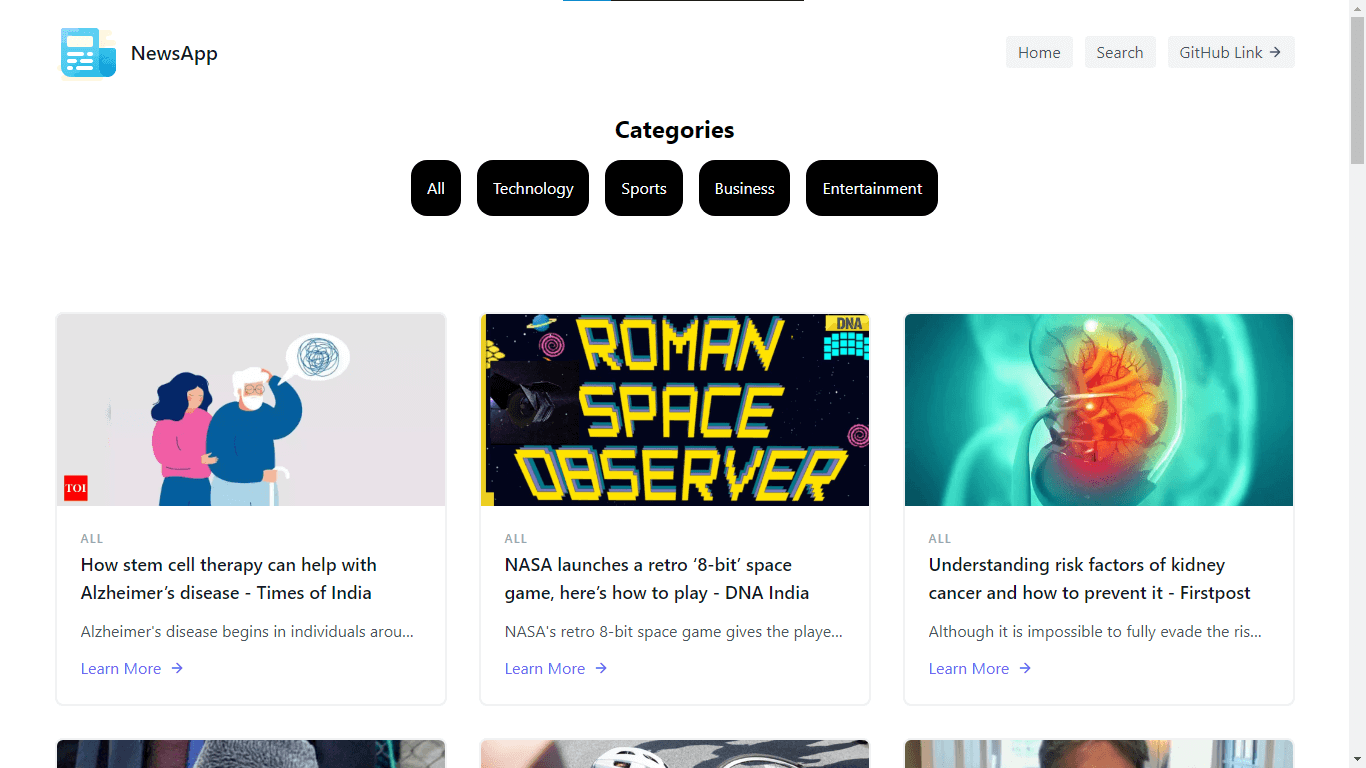 NewsApp
Home
Search
GitHub Link →
Categories
All
Technology
Sports
Business
Entertainment
TOI
DNA
ROMAN
SPACE
OBSERVER
ALL
How stem cell therapy can help with
Alzheimer’s disease - Times of India
Alzheimer's disease begins in individuals arou...
Learn More →
ALL
NASA launches a retro ‘8-bit’ space
game, here’s how to play - DNA India
NASA's retro 8-bit space game gives the playe...
Learn More →
ALL
Understanding risk factors of kidney
cancer and how to prevent it - Firstpost
Although it is impossible to fully evade the ris...
Learn More →